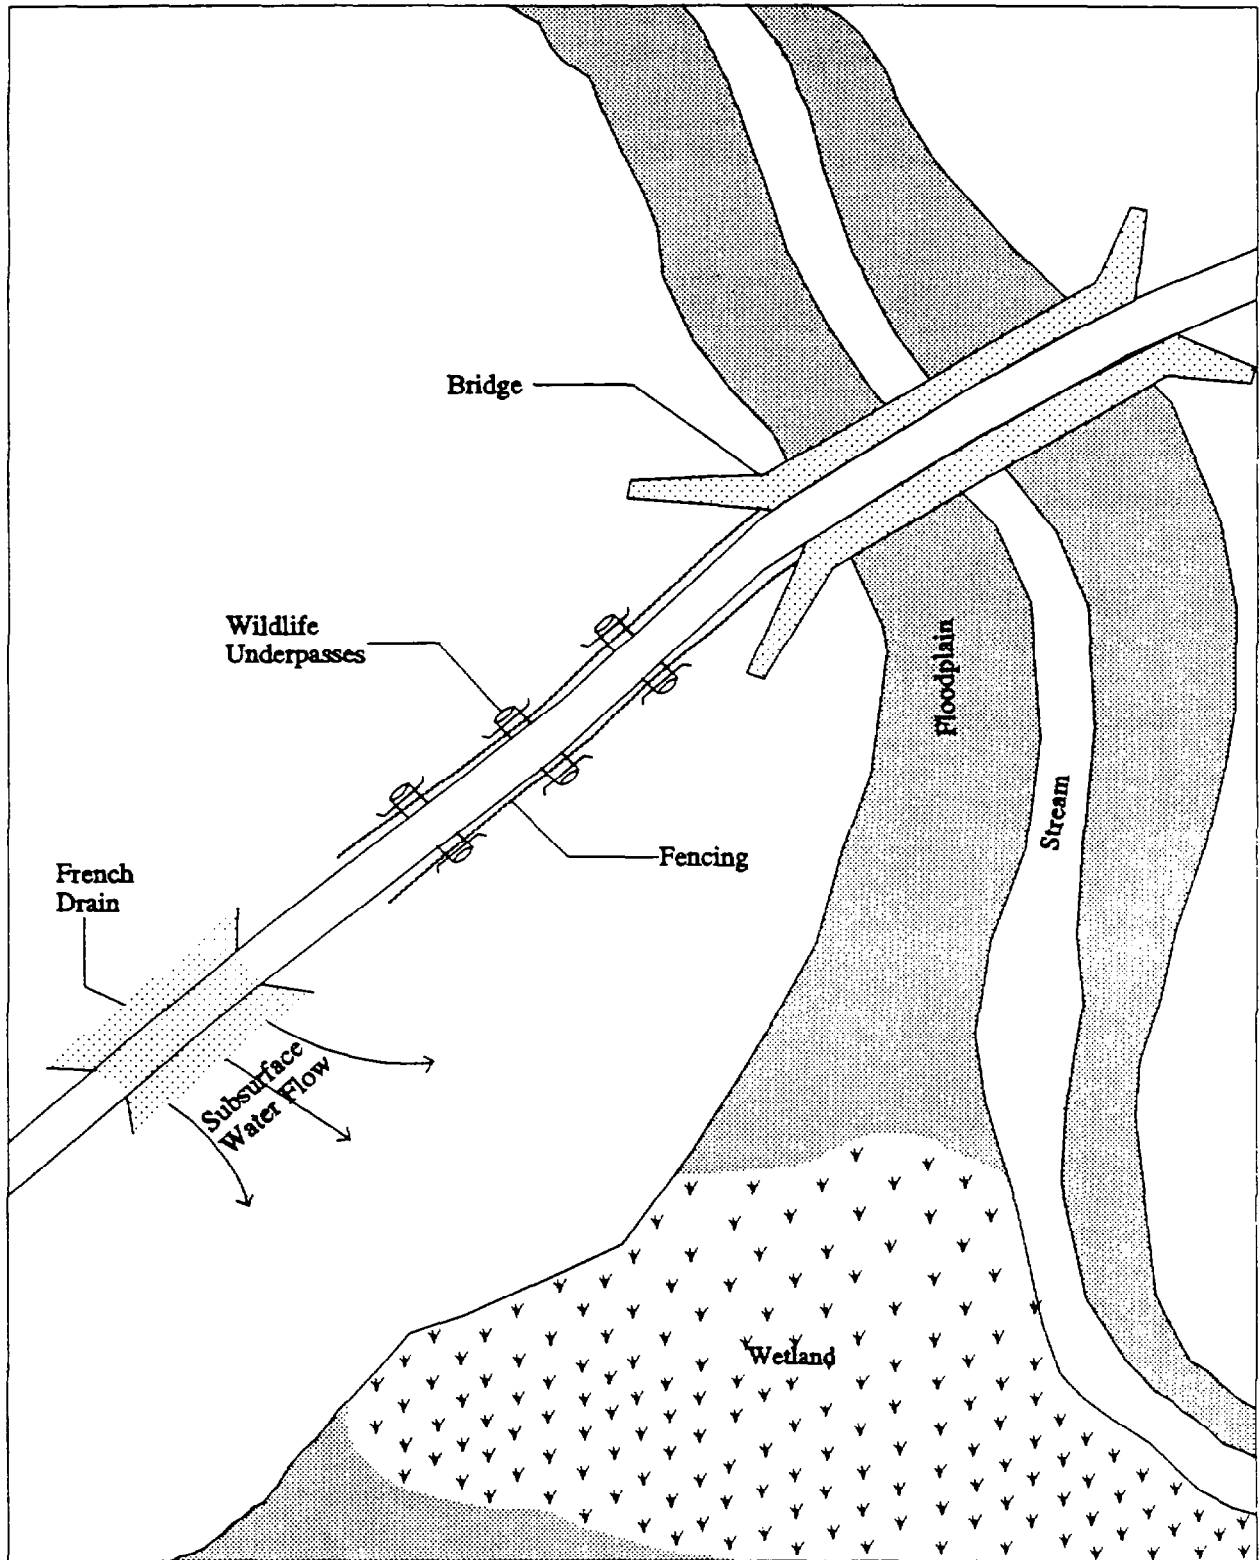 Bridge
Wildlife
Underpasses
Floodplain
Stream
Fencing
French
Drain
Subsurface
Water Flow
Wetland